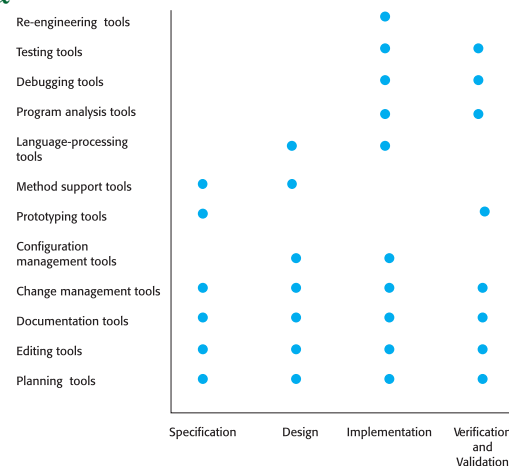 Re-engineering tools
Testing tools
Debugging tools
Program analysis tools
Language-processing
tools
Method support tools
Prototyping tools
Configuration
management tools
Change management tools
Documentation tools
Editing tools
Planning tools
Specification
Design
Implementation
Verification
and
Validation